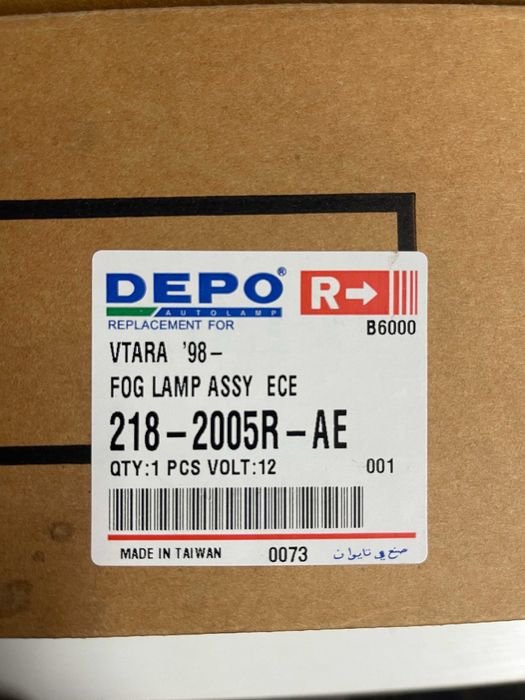 DEPO®
AUTOLAMP
R→
REPLACEMENT FOR
B6000
VTARA '98-
FOG LAMP ASSY ECE
218-2005R-AE
QTY:1 PCS VOLT:12 001
MADE IN TAIWAN 0073 صنع في تايوان